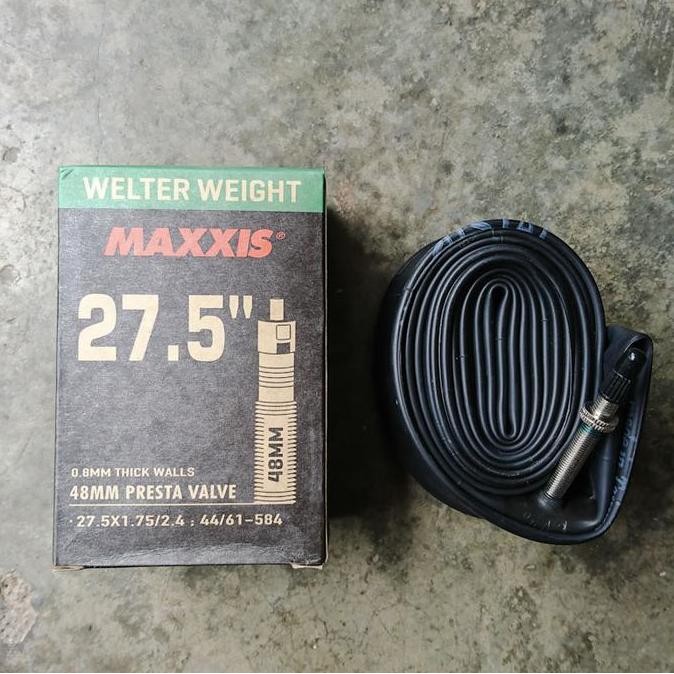 WELTER WEIGHT
MAXXIS®
27.5"
48MM
0.8MM THICK WALLS
48MM PRESTA VALVE
·27.5X1.75/2.4 : 44/61-584